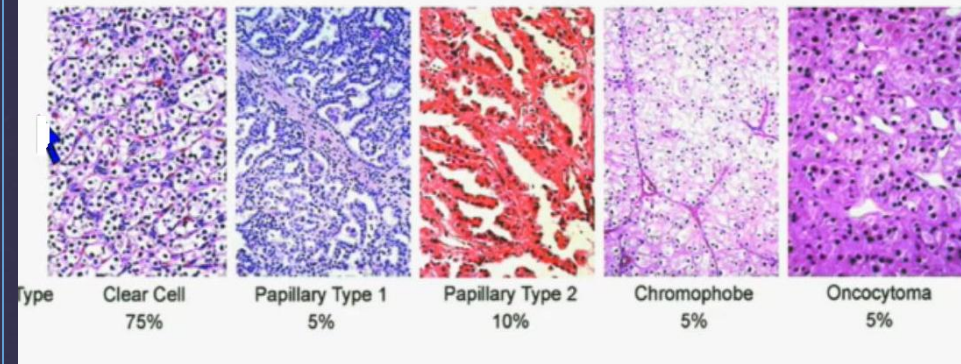 Type Clear Cell Papillary Type 1 Papillary Type 2 Chromophobe Oncocytoma
75% 5% 10% 5% 5%